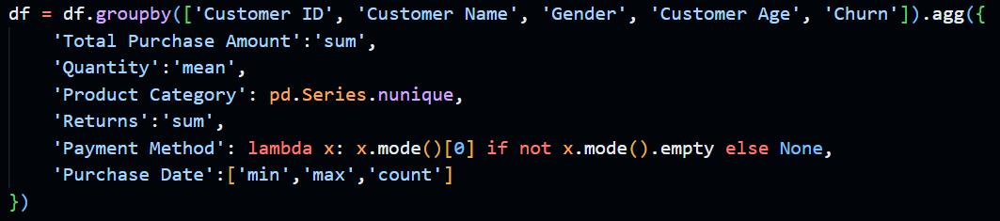 df = df.groupby(['Customer ID', 'Customer Name', 'Gender', 'Customer Age', 'Churn']).agg({
    'Total Purchase Amount':'sum',
    'Quantity':'mean',
    'Product Category': pd.Series.nunique,
    'Returns':'sum',
    'Payment Method': lambda x: x.mode()[0] if not x.mode().empty else None,
    'Purchase Date':['min','max','count']
})